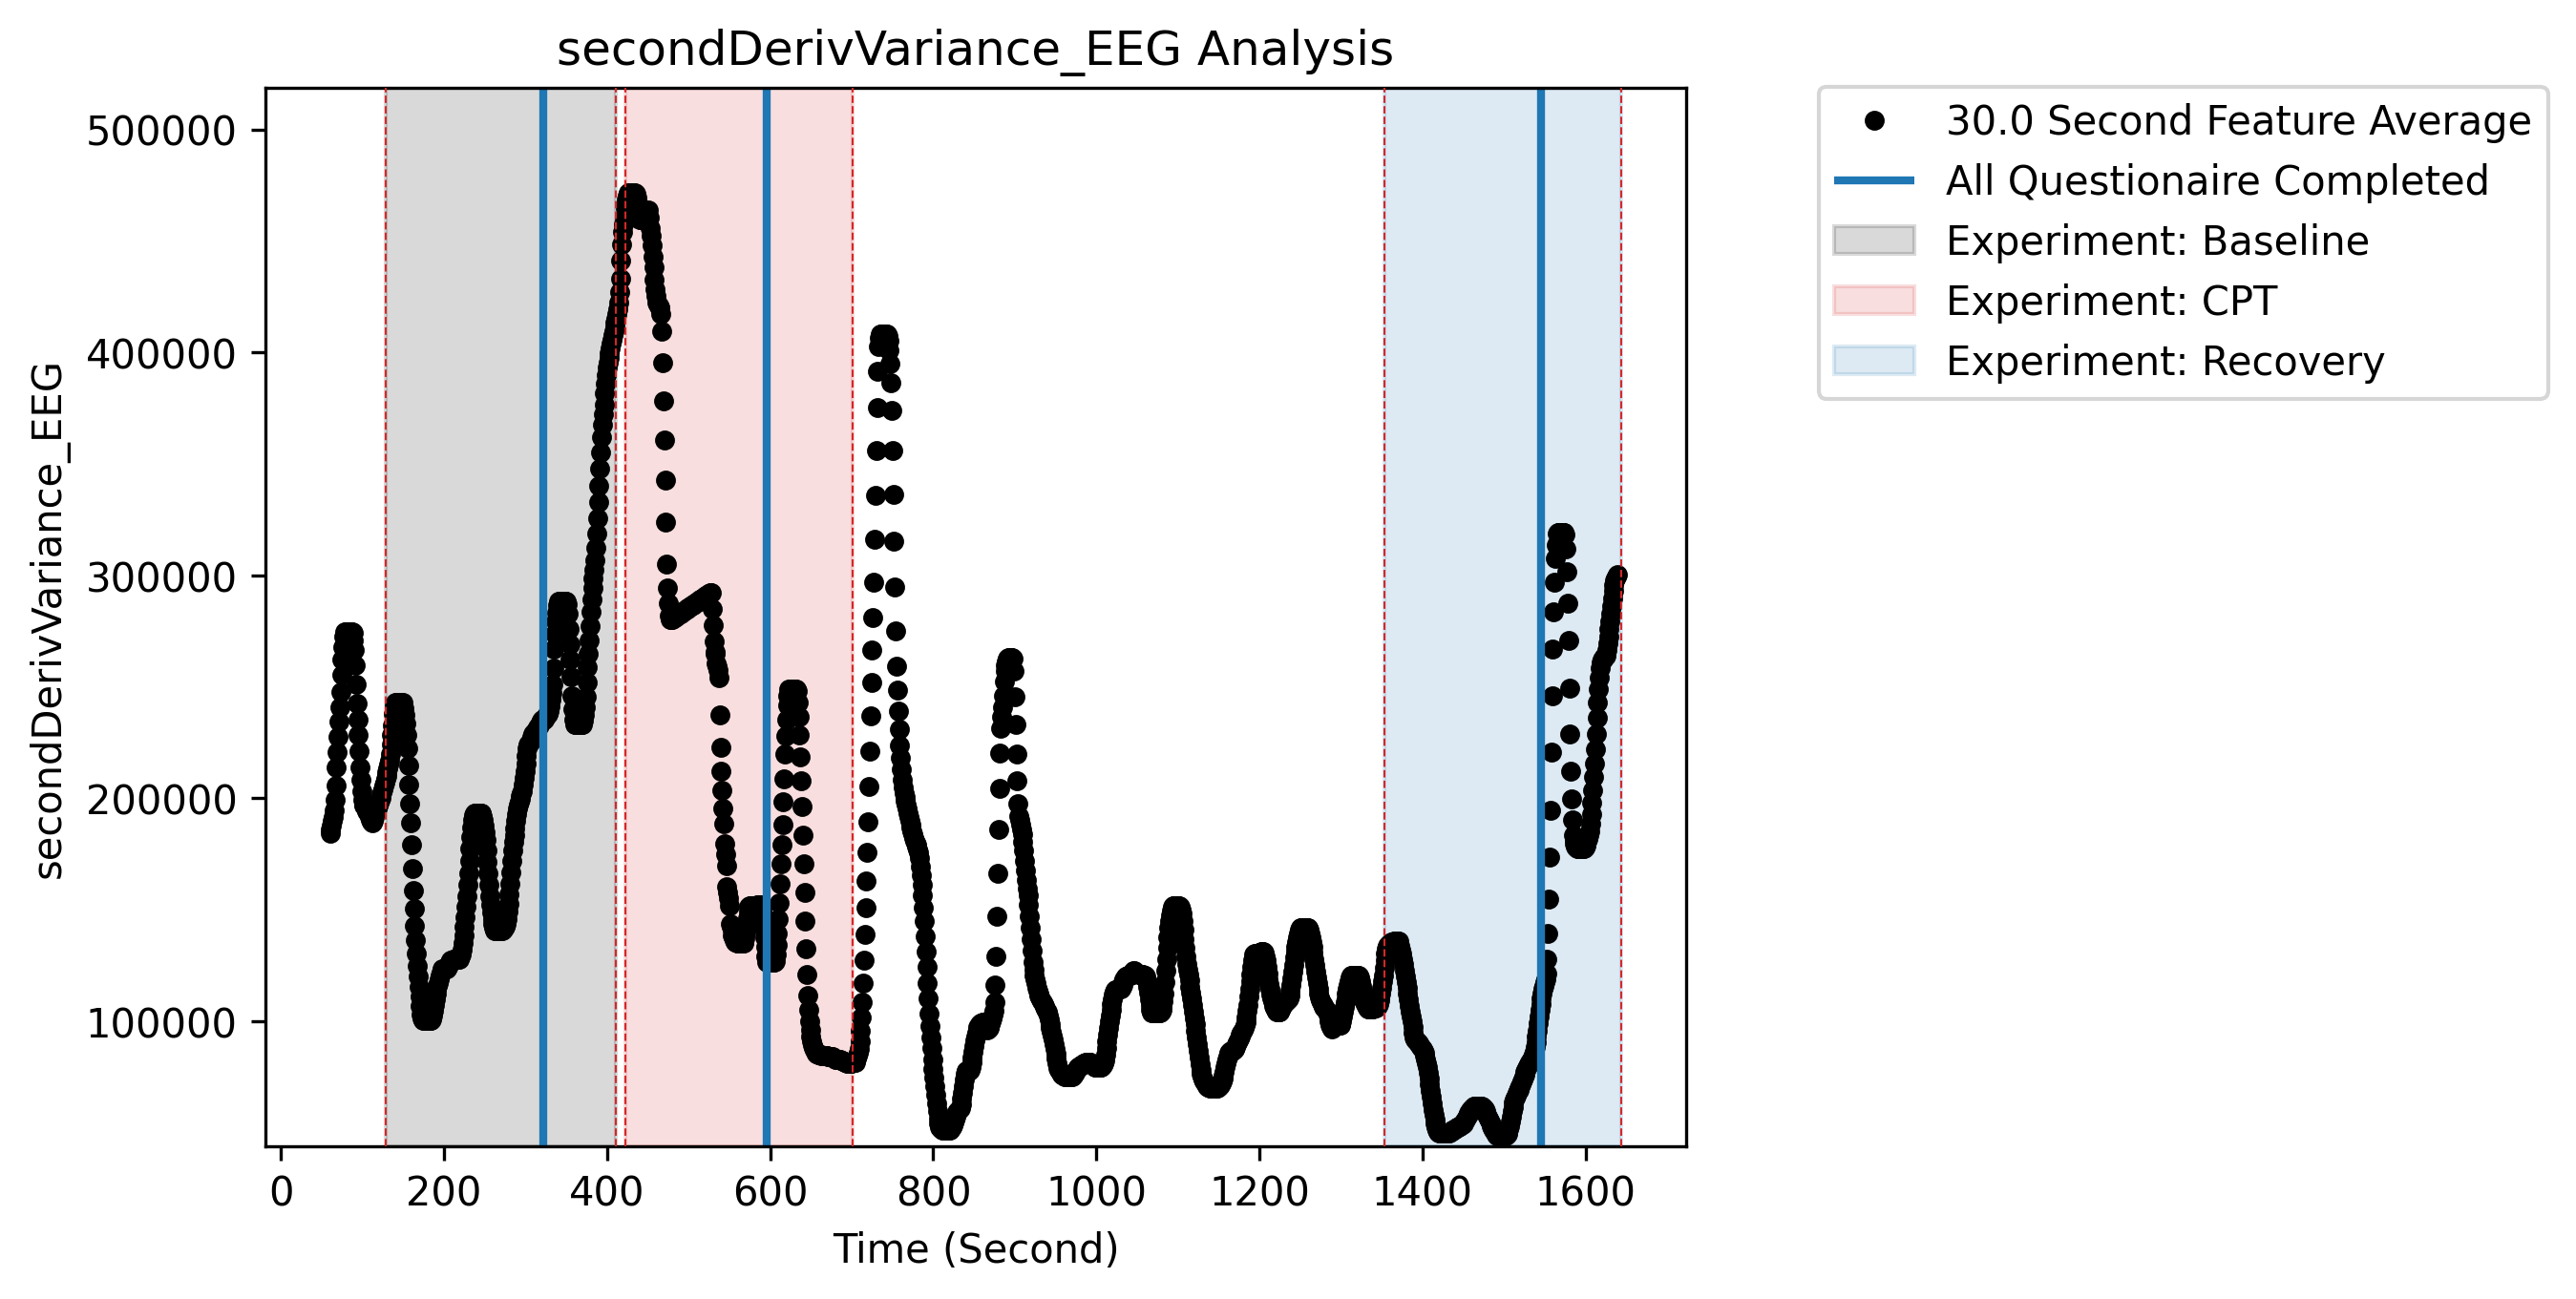 secondDerivVariance_EEG Analysis
secondDerivVariance_EEG
500000
400000
300000
200000
100000
0 200 400 600 800 1000 1200 1400 1600
Time (Second)
30.0 Second Feature Average
All Questionaire Completed
Experiment: Baseline
Experiment: CPT
Experiment: Recovery